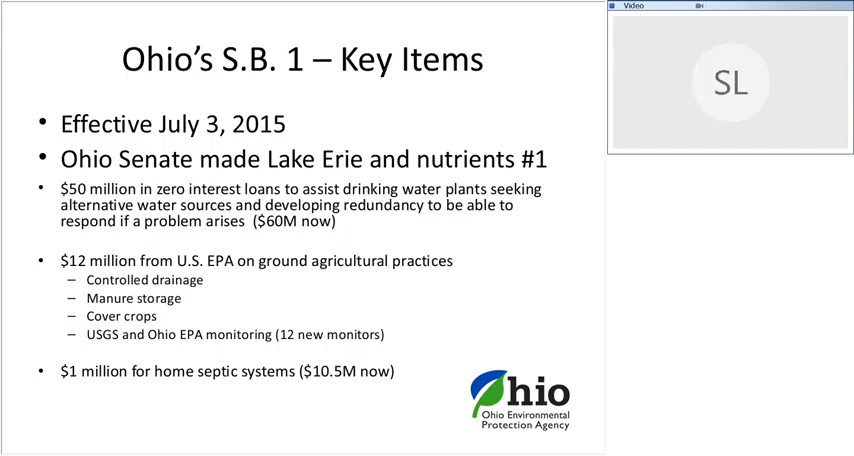 Ohio's S.B. 1 – Key Items
• Effective July 3, 2015
• Ohio Senate made Lake Erie and nutrients #1
• $50 million in zero interest loans to assist drinking water plants seeking
alternative water sources and developing redundancy to be able to
respond if a problem arises ($60M now)
• $12 million from U.S. EPA on ground agricultural practices
– Controlled drainage
– Manure storage
– Cover crops
– USGS and Ohio EPA monitoring (12 new monitors)
• $1 million for home septic systems ($10.5M now)
Ohio
Ohio Environmental
Protection Agency
Video
SL